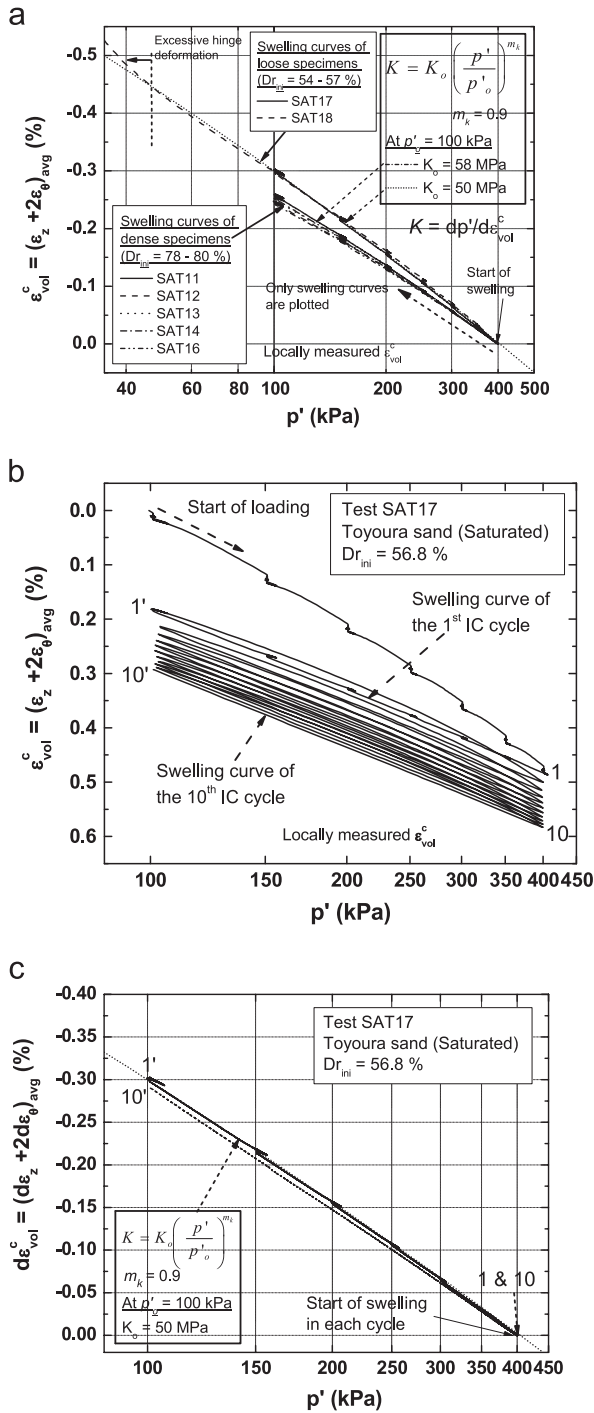 a
-0.5
-0.4
-0.3
-0.2
-0.1
0.0
ε^c_vol = (ε_z +2ε_θ)_avg (%)
Excessive hinge
deformation
Swelling curves of
loose specimens
(Dr_ini = 54 - 57 %)
SAT17
SAT18
K = K_o (p'/p'_o)^m_k
m_k = 0.9
At p'_o = 100 kPa
K_o = 58 MPa
K_o = 50 MPa
K = dp'/dε^c_vol
Swelling curves of
dense specimens
(Dr_ini = 78 - 80 %)
SAT11
SAT12
SAT13
SAT14
SAT16
Start of
swelling
Only swelling curves
are plotted
Locally measured ε^c_vol
40 60 80 100 200 300 400 500
p' (kPa)
b
0.0
0.1
0.2
0.3
0.4
0.5
0.6
ε^c_vol = (ε_z +2ε_θ)_avg (%)
Start of loading
Test SAT17
Toyoura sand (Saturated)
Dr_ini = 56.8 %
1'
10'
Swelling curve of
the 1^st IC cycle
1
10
Swelling curve of
the 10^th IC cycle
Locally measured ε^c_vol
100 150 200 250 300 350 400 450
p' (kPa)
c
-0.40
-0.35
-0.30
-0.25
-0.20
-0.15
-0.10
-0.05
0.00
dε^c_vol = (dε_z +2dε_θ)_avg (%)
Test SAT17
Toyoura sand (Saturated)
Dr_ini = 56.8 %
1'
10'
K = K_o (p'/p'_o)^m_k
m_k = 0.9
At p'_o = 100 kPa
K_o = 50 MPa
1 & 10
Start of swelling
in each cycle
100 150 200 250 300 350 400 450
p' (kPa)